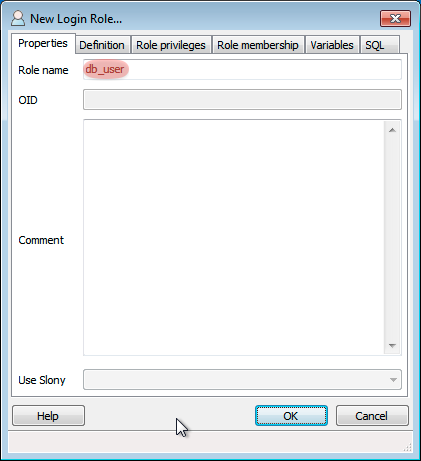 New Login Role...
Properties Definition Role privileges Role membership Variables SQL
Role name db_user
OID
Comment
Use Slony
Help OK Cancel